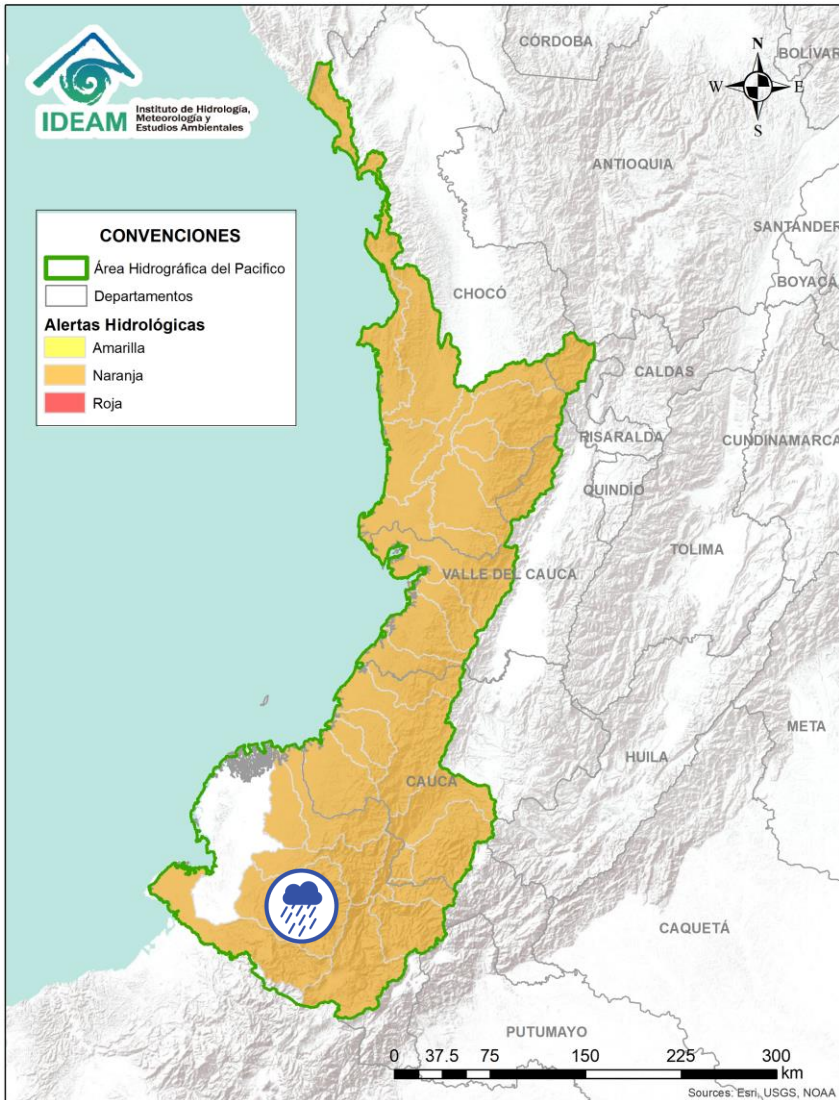 IDEAM
Instituto de Hidrología,
Meteorología y
Estudios Ambientales
N
W
E
S
CONVENCIONES
Área Hidrográfica del Pacifico
Departamentos
Alertas Hidrológicas
Amarilla
Naranja
Roja
CÓRDOBA
BOLÍVAR
ANTIOQUIA
SANTANDER
BOYACÁ
CHOCÓ
CALDAS
RISARALDA
CUNDINAMARCA
QUINDÍO
TOLIMA
VALLE DEL CAUCA
META
HUILA
CAUCA
CAQUETÁ
PUTUMAYO
0 37.5 75 150 225 300
km
Sources: Esri, USGS, NOAA